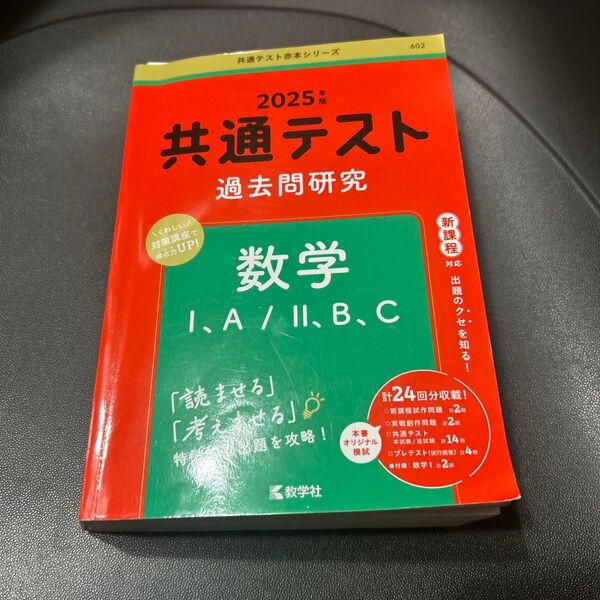 共通テスト赤本シリーズ
602
2025年版
共通テスト
過去問研究
くわしい
対策講座で
得点力UP!
新課程
対応
出題のクセを知る!
数学
I、A / II、B、C
「読ませる」
「考えさせる」
出題を攻略!
本書
オリジナル
模試
計24回分収載!
○新課程試作問題 計2回
○実戦創作問題 計2回
○共通テスト
本試験/追試験 計14回
○プレテスト(試行調査) 計4回
●付録:数学I 計2回
教学社